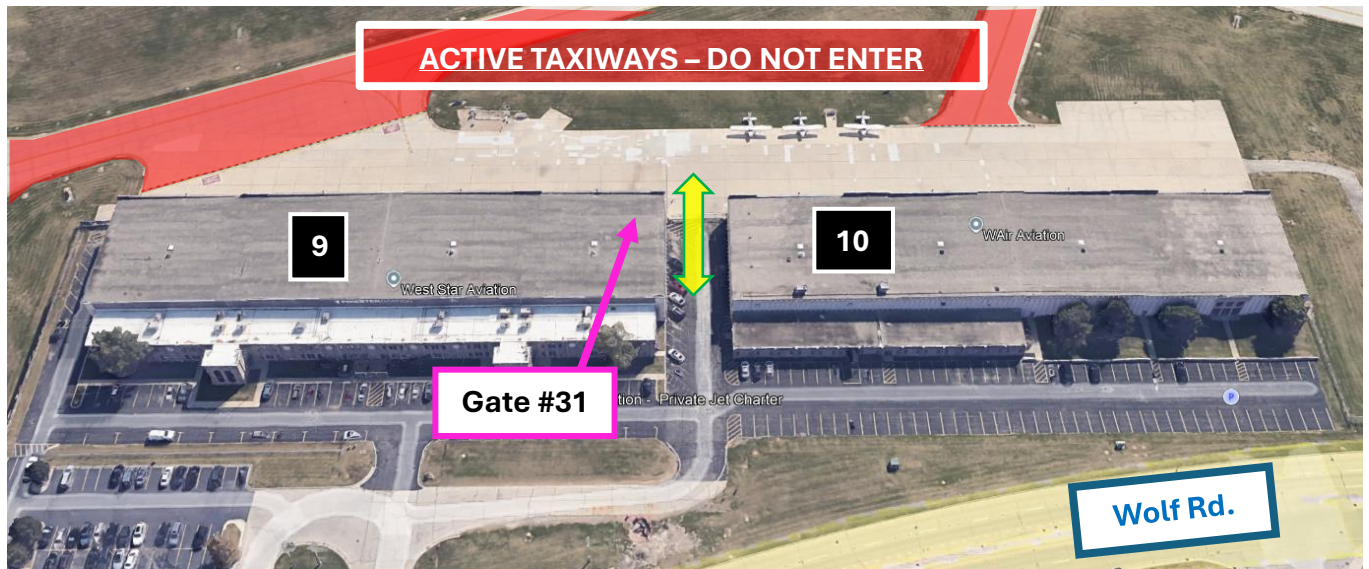 ACTIVE TAXIWAYS – DO NOT ENTER
9
10
WAir Aviation
West Star Aviation
Gate #31
tion - Private Jet Charter
P
Wolf Rd.